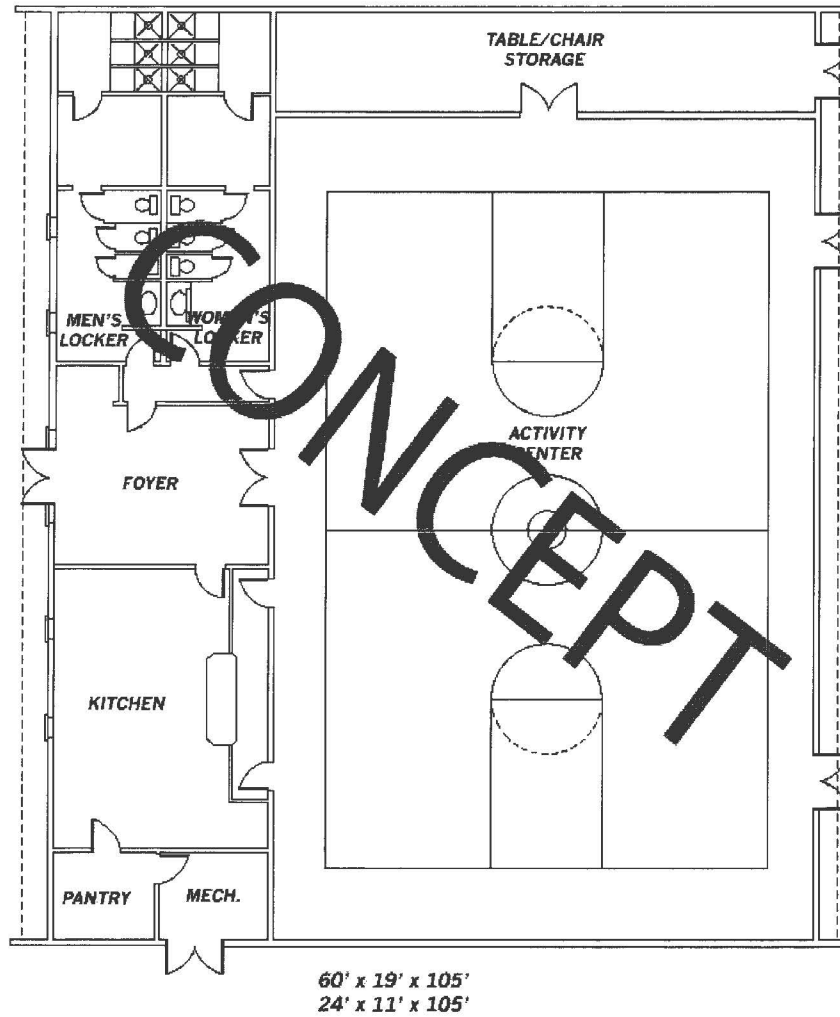 TABLE/CHAIR
STORAGE
MEN'S
LOCKER
WOMEN'S
LOCKER
ACTIVITY
CENTER
FOYER
CONCEPT
KITCHEN
PANTRY
MECH.
60' x 19' x 105'
24' x 11' x 105'